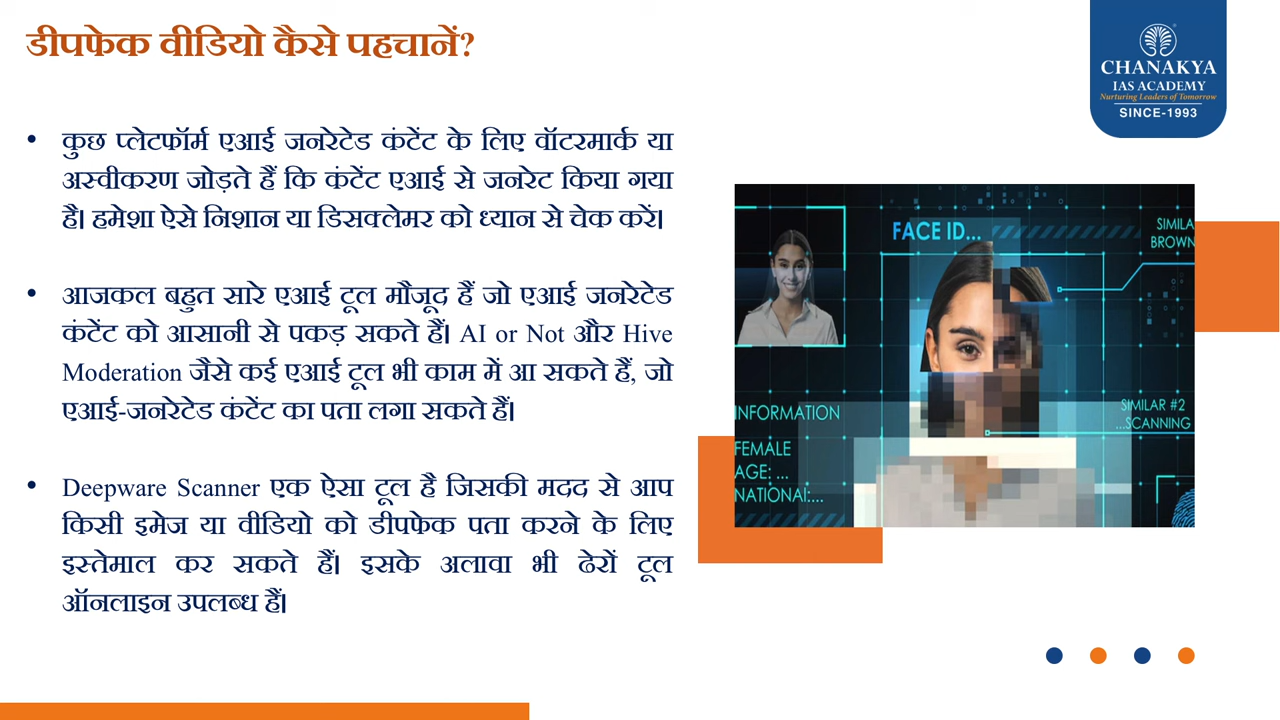 डीपफेक वीडियो कैसे पहचानें?
CHANAKYA
IAS ACADEMY
Nurturing Leaders of Tomorrow
SINCE-1993
• कुछ प्लेटफॉर्म एआई जनरेटेड कंटेंट के लिए वॉटरमार्क या
अस्वीकरण जोड़ते हैं कि कंटेंट एआई से जनरेट किया गया
है। हमेशा ऐसे निशान या डिसक्लेमर को ध्यान से चेक करें।
• आजकल बहुत सारे एआई टूल मौजूद हैं जो एआई जनरेटेड
कंटेंट को आसानी से पकड़ सकते हैं। AI or Not और Hive
Moderation जैसे कई एआई टूल भी काम में आ सकते हैं, जो
एआई-जनरेटेड कंटेंट का पता लगा सकते हैं।
• Deepware Scanner एक ऐसा टूल है जिसकी मदद से आप
किसी इमेज या वीडियो को डीपफेक पता करने के लिए
इस्तेमाल कर सकते हैं। इसके अलावा भी ढेरों टूल
ऑनलाइन उपलब्ध हैं।
FACE ID...
SIMILA
BROWN
INFORMATION
FEMALE
AGE: ...
NATIONAl:...
SIMILAR #2
...SCANNING